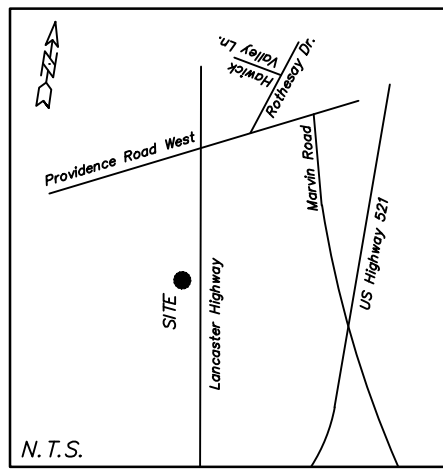 Hawick
Valley Ln.
Rothesay Dr.
Providence Road West
Marvin Road
US Highway 521
Lancaster Highway
SITE
N.T.S.